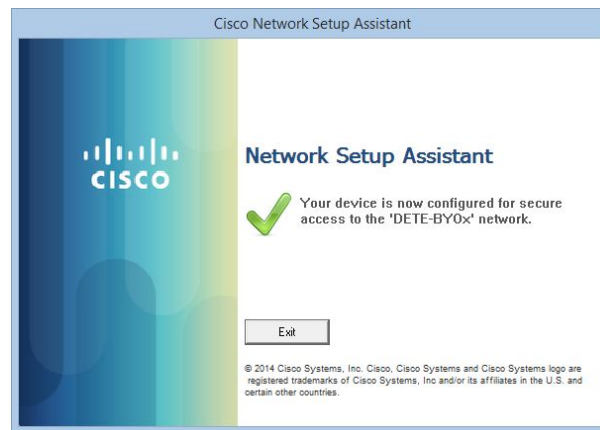 Cisco Network Setup Assistant
CISCO
Network Setup Assistant
Your device is now configured for secure
access to the 'DETE-BYOx' network.
Exit
© 2014 Cisco Systems, Inc. Cisco, Cisco Systems and Cisco Systems logo are
registered trademarks of Cisco Systems, Inc and/or its affiliates in the U.S. and
certain other countries.